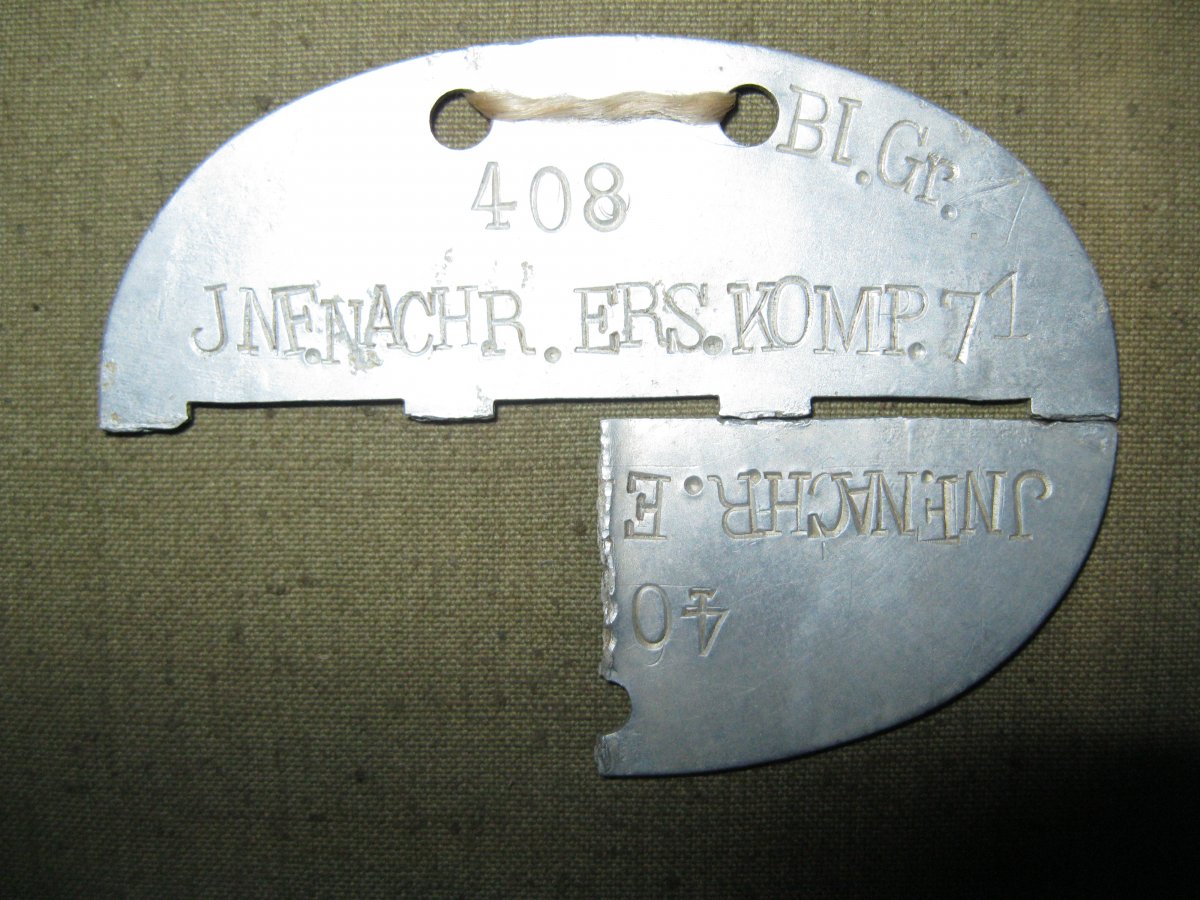 Bl.Gr.
408
JNF.NACHR.ERS.KOMP.71
JNF.NACHR.E
40